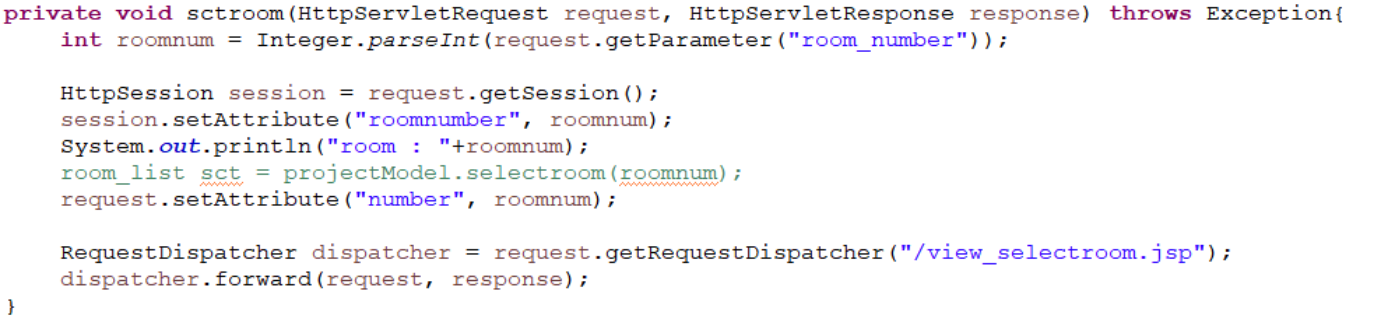 private void sctroom(HttpServletRequest request, HttpServletResponse response) throws Exception{
    int roomnum = Integer.parseInt(request.getParameter("room_number"));

    HttpSession session = request.getSession();
    session.setAttribute("roomnumber", roomnum);
    System.out.println("room : "+roomnum);
    room_list sct = projectModel.selectroom(roomnum);
    request.setAttribute("number", roomnum);

    RequestDispatcher dispatcher = request.getRequestDispatcher("/view_selectroom.jsp");
    dispatcher.forward(request, response);
}